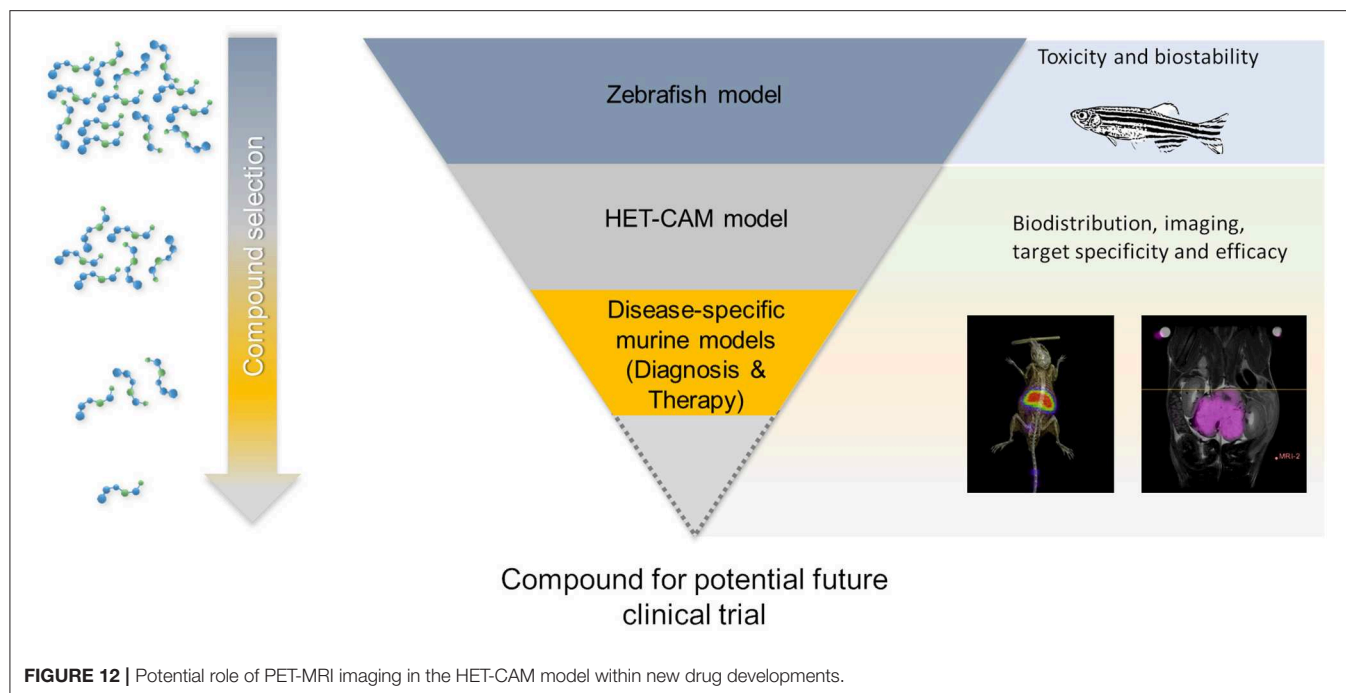 Compound selection
Zebrafish model
Toxicity and biostability
HET-CAM model
Biodistribution, imaging,
target specificity and efficacy
Disease-specific
murine models
(Diagnosis &
Therapy)
MRI-2
Compound for potential future
clinical trial
FIGURE 12 | Potential role of PET-MRI imaging in the HET-CAM model within new drug developments.